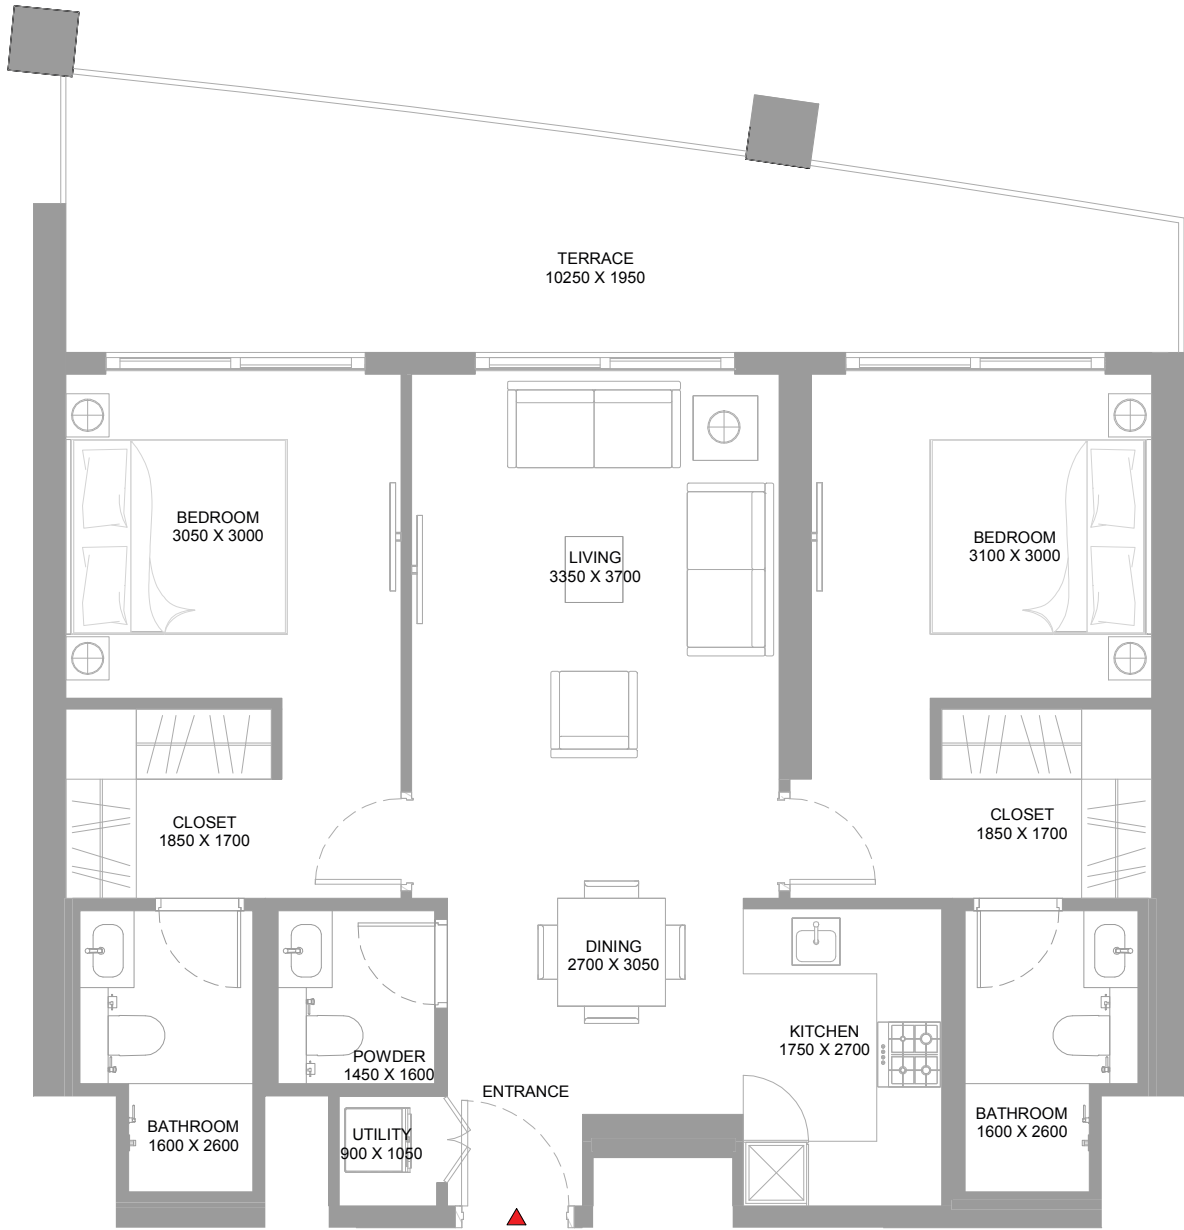 TERRACE
10250 X 1950
BEDROOM
3050 X 3000
LIVING
3350 X 3700
BEDROOM
3100 X 3000
CLOSET
1850 X 1700
CLOSET
1850 X 1700
DINING
2700 X 3050
KITCHEN
1750 X 2700
POWDER
1450 X 1600
ENTRANCE
BATHROOM
1600 X 2600
UTILITY
900 X 1050
BATHROOM
1600 X 2600